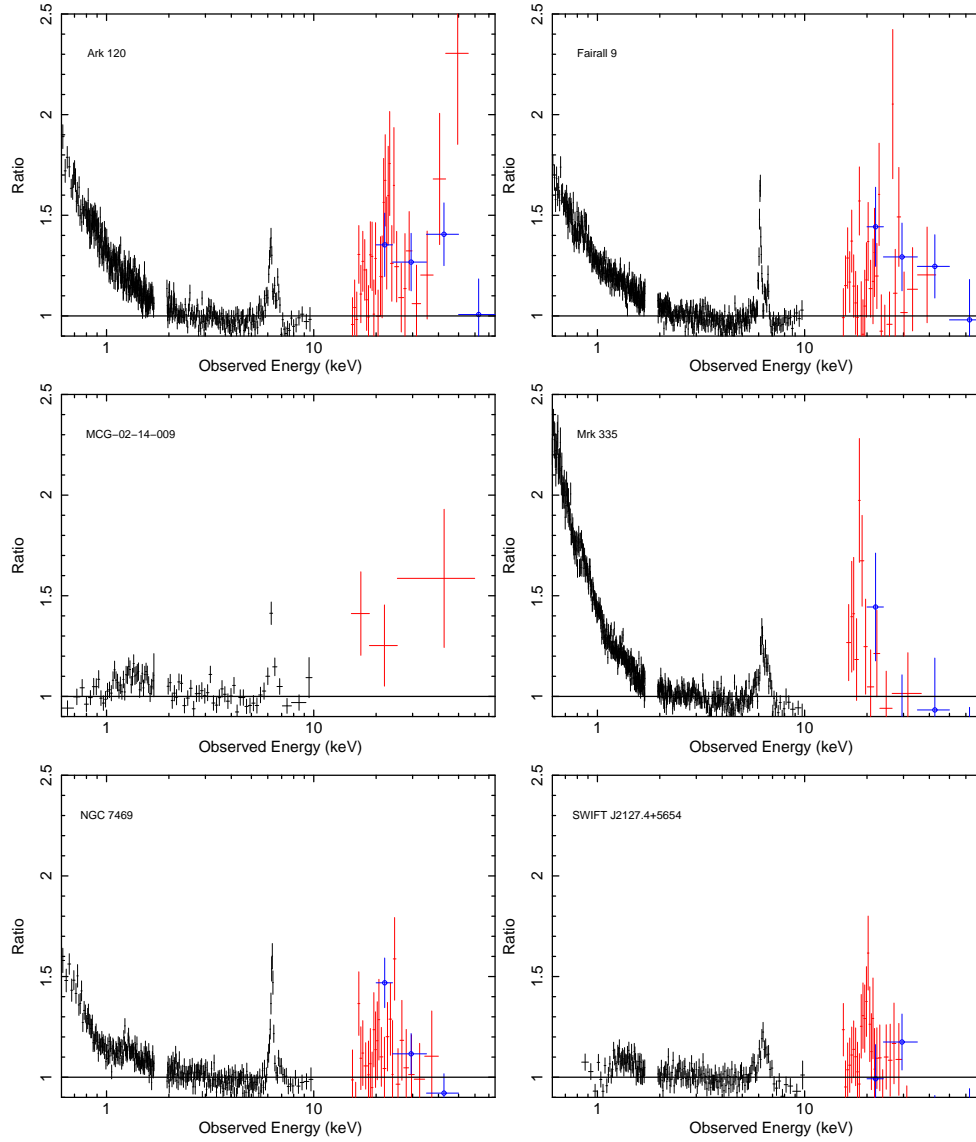 Ark 120
Ratio
1 1.5 2 2.5
1 10
Observed Energy (keV)
Fairall 9
Ratio
1 1.5 2 2.5
1 10
Observed Energy (keV)
MCG−02−14−009
Ratio
1 1.5 2 2.5
1 10
Observed Energy (keV)
Mrk 335
Ratio
1 1.5 2 2.5
1 10
Observed Energy (keV)
NGC 7469
Ratio
1 1.5 2 2.5
1 10
Observed Energy (keV)
SWIFT J2127.4+5654
Ratio
1 1.5 2 2.5
1 10
Observed Energy (keV)